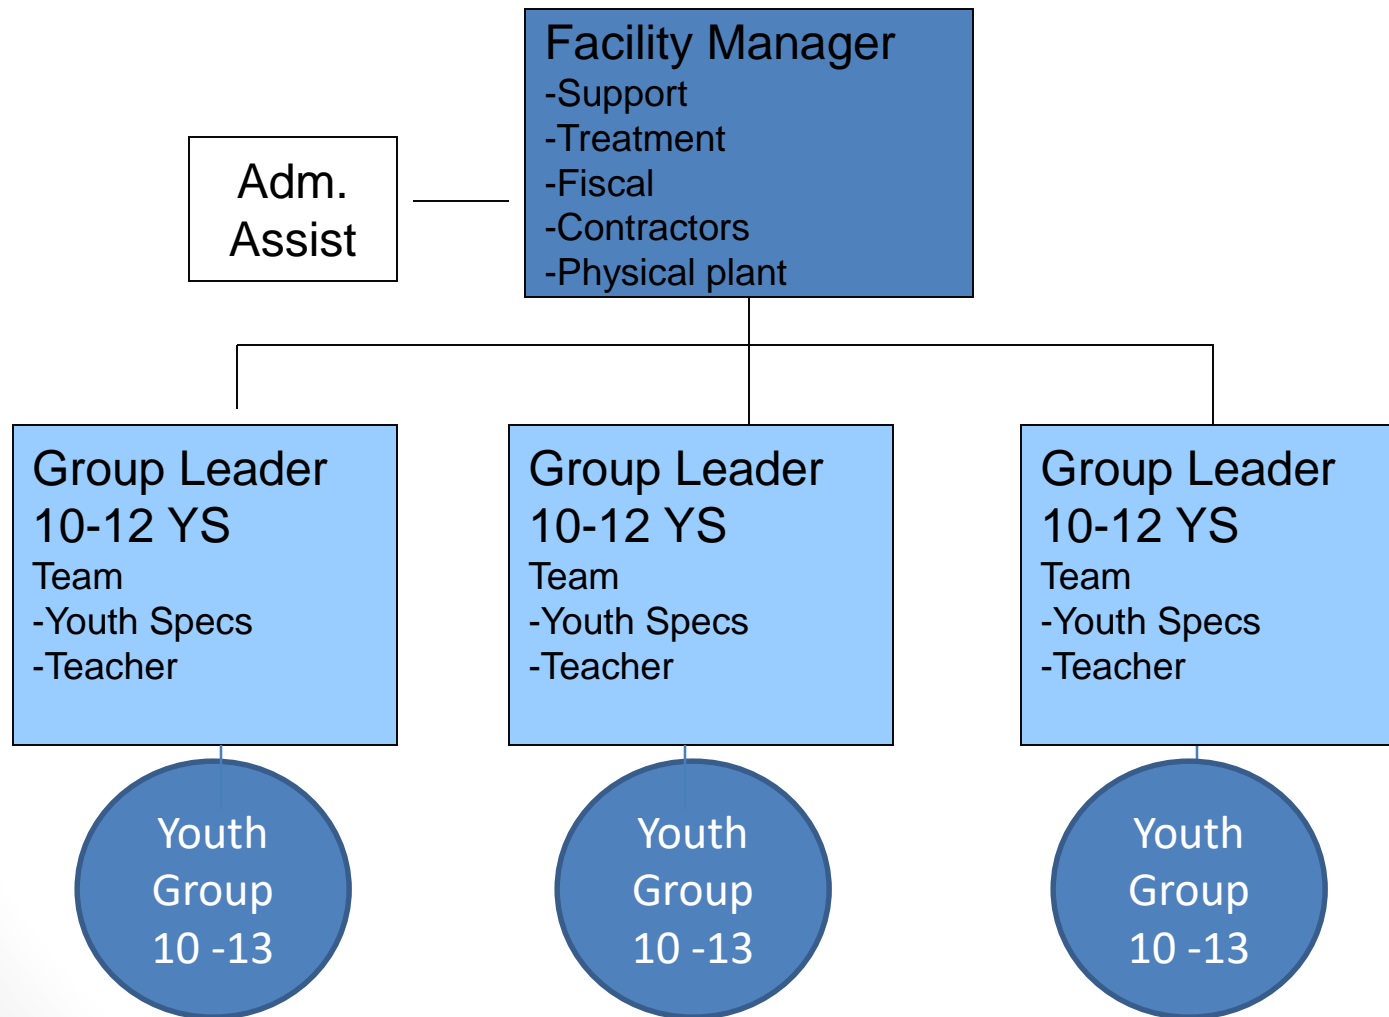 Facility Manager
-Support
-Treatment
-Fiscal
-Contractors
-Physical plant
Adm.
Assist
Group Leader
10-12 YS
Team
-Youth Specs
-Teacher
Group Leader
10-12 YS
Team
-Youth Specs
-Teacher
Group Leader
10-12 YS
Team
-Youth Specs
-Teacher
Youth
Group
10 -13
Youth
Group
10 -13
Youth
Group
10 -13